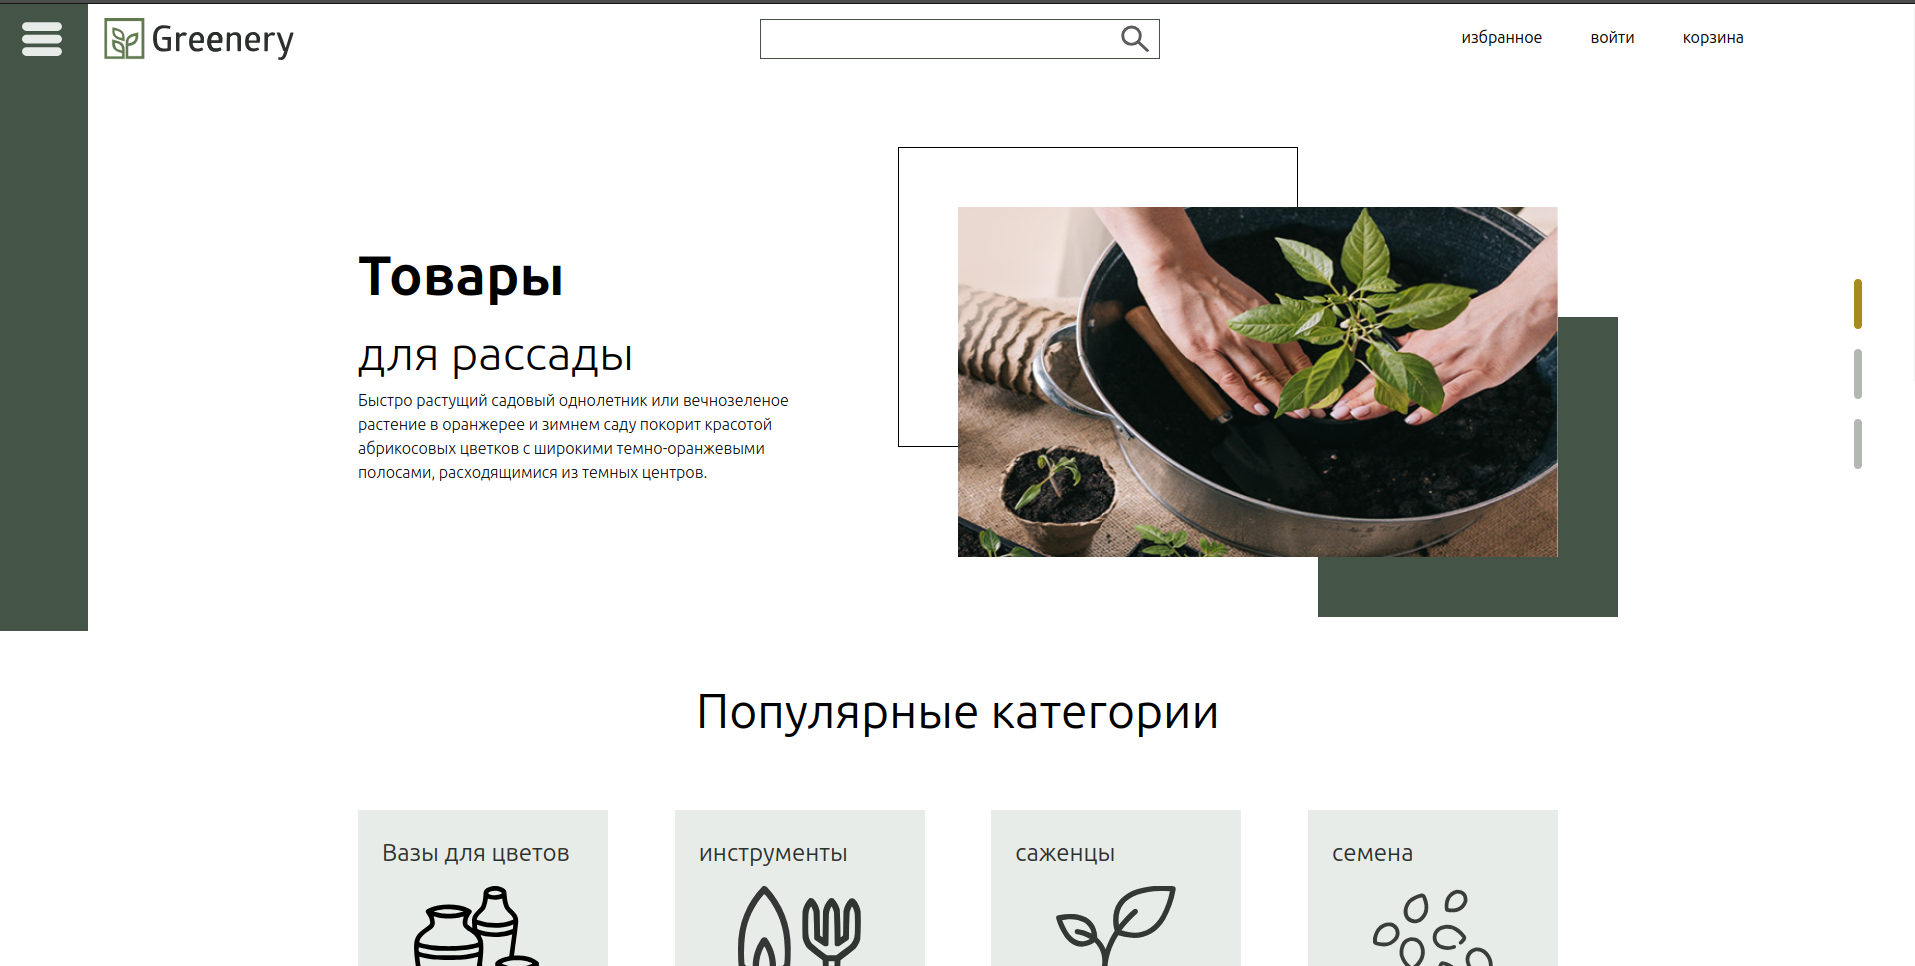 Greenery
избранное
войти
корзина
Товары
для рассады
Быстро растущий садовый однолетник или вечнозеленое
растение в оранжерее и зимнем саду покорит красотой
абрикосовых цветков с широкими темно-оранжевыми
полосами, расходящимися из темных центров.
Популярные категории
Вазы для цветов
инструменты
саженцы
семена